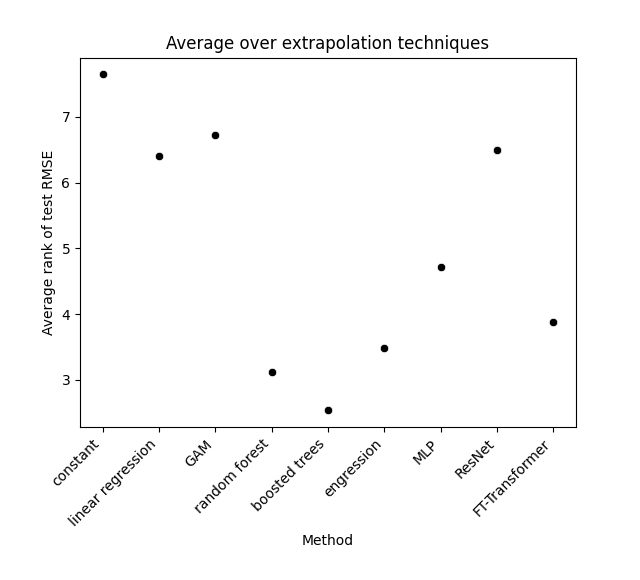 Average over extrapolation techniques
Average rank of test RMSE
7
6
5
4
3
constant
linear regression
GAM
random forest
boosted trees
engression
MLP
ResNet
FT-Transformer
Method